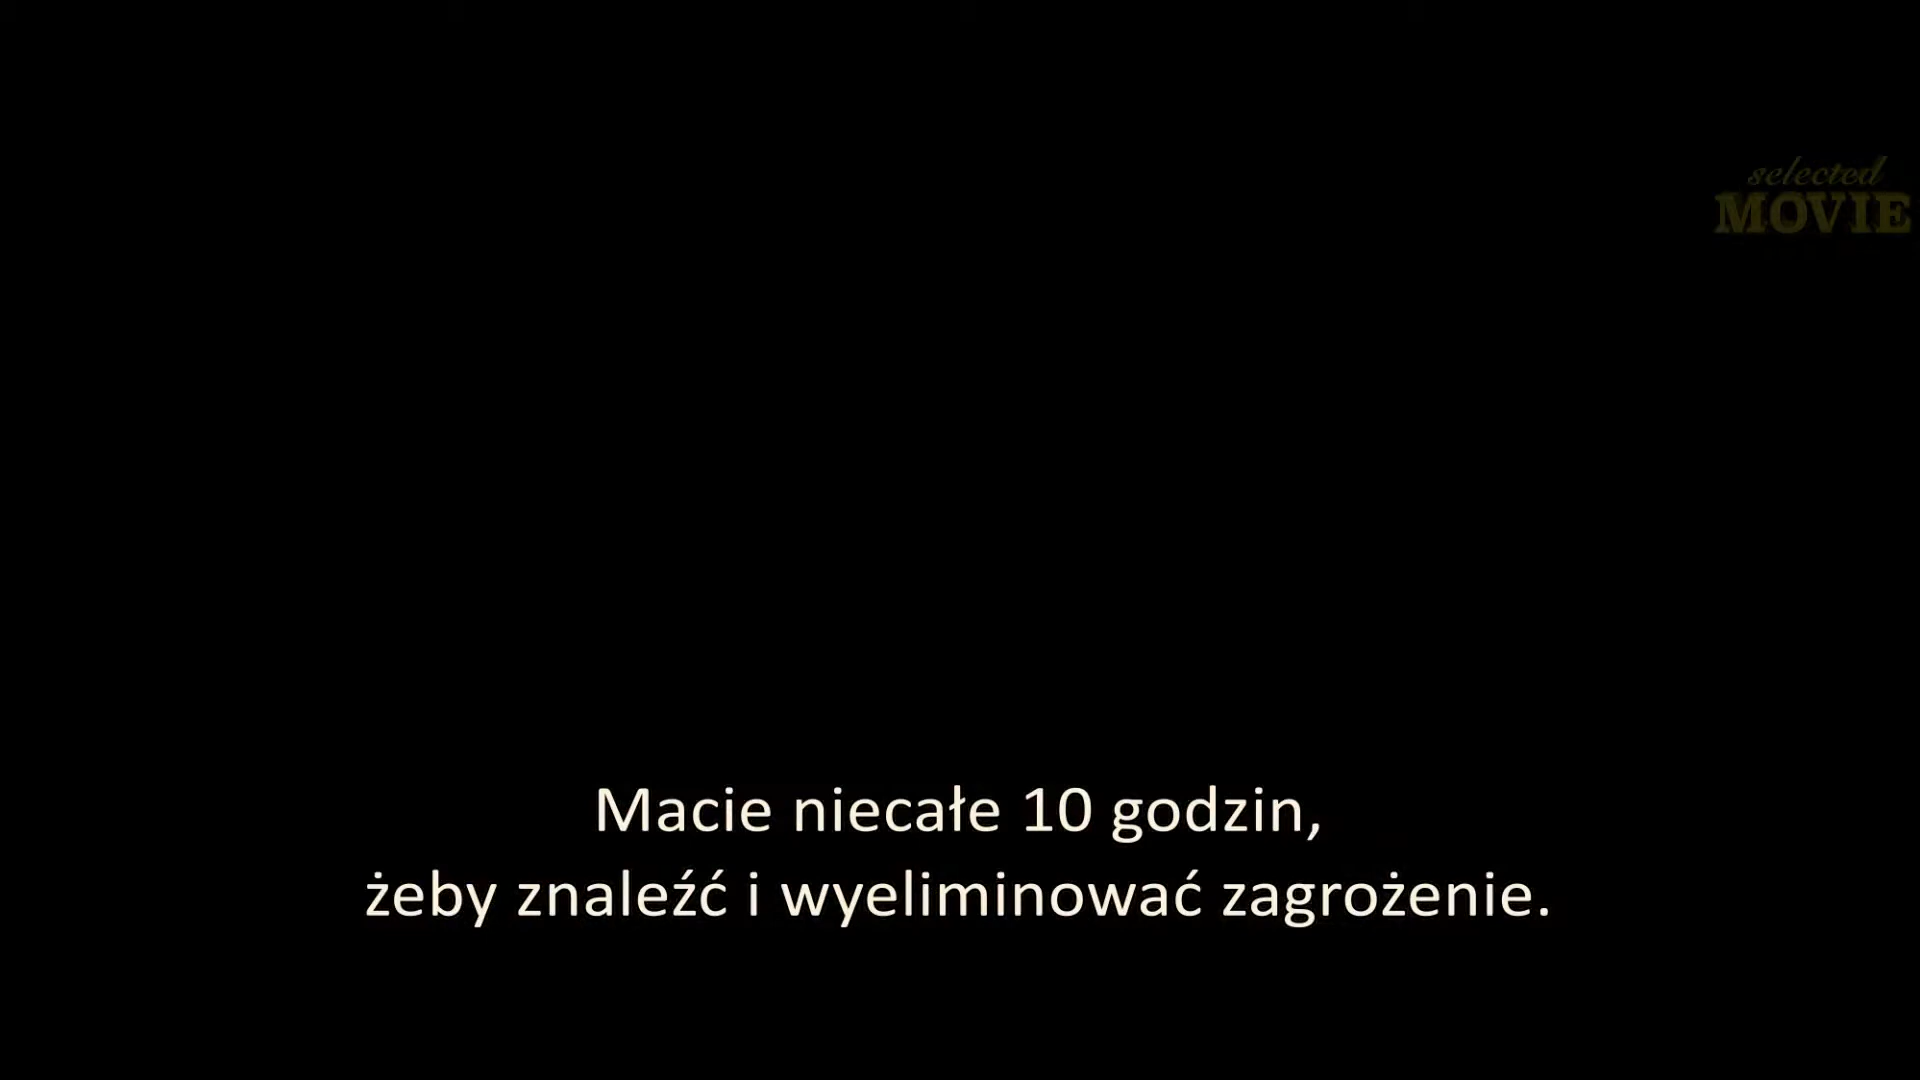 selected
MOVIE
Macie niecałe 10 godzin,
żeby znaleźć i wyeliminować zagrożenie.